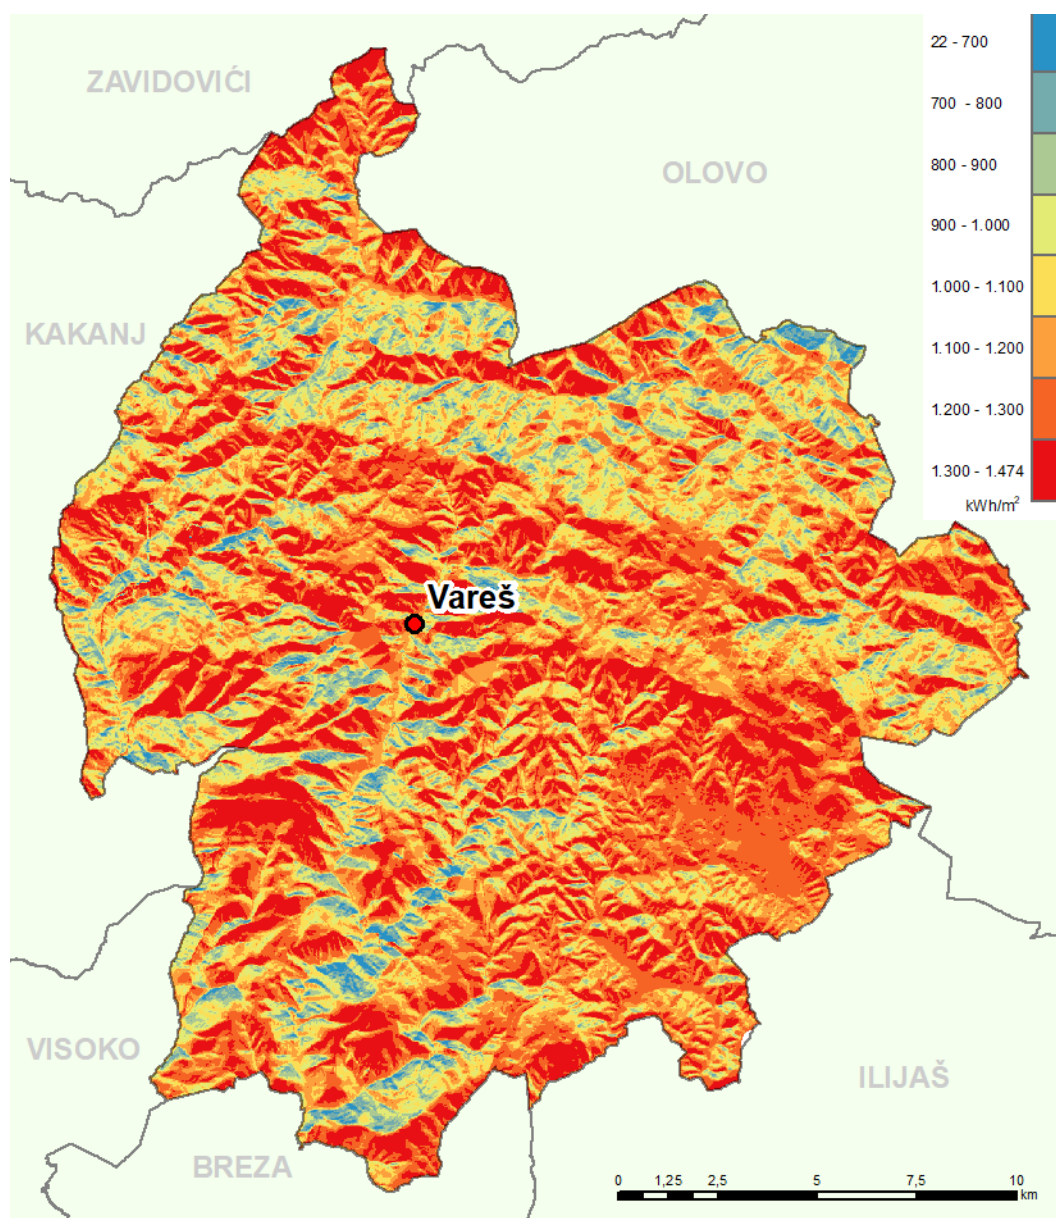 22 - 700
ZAVIDOVIĆI
700 - 800
800 - 900
OLOVO
900 - 1.000
1.000 - 1.100
KAKANJ
1.100 - 1.200
1.200 - 1.300
1.300 - 1.474
kWh/m²
Vareš
VISOKO
ILIJAŠ
BREZA
0 1,25 2,5 5 7,5 10
km